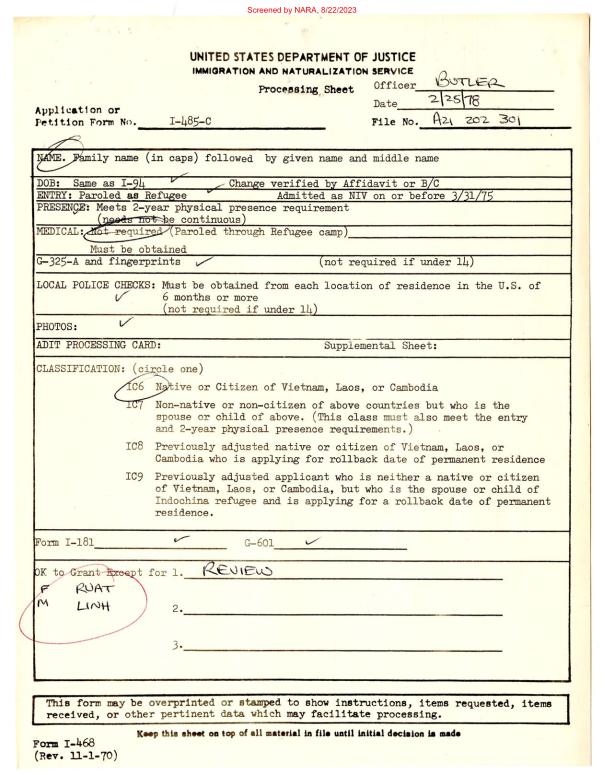 Screened by NARA, 8/22/2023
UNITED STATES DEPARTMENT OF JUSTICE
IMMIGRATION AND NATURALIZATION SERVICE
Processing Sheet Officer BUTLER
Date 2/25/78
Application or
Petition Form No. I-485-C File No. A21 202 301
NAME. Family name (in caps) followed by given name and middle name
DOB: Same as I-94 ✓ Change verified by Affidavit or B/C
ENTRY: Paroled as Refugee ✓ Admitted as NIV on or before 3/31/75
PRESENCE: Meets 2-year physical presence requirement
(needs not be continuous)
MEDICAL: Not required (Paroled through Refugee camp)
Must be obtained
G-325-A and fingerprints ✓ (not required if under 14)
LOCAL POLICE CHECKS: Must be obtained from each location of residence in the U.S. of
✓ 6 months or more
(not required if under 14)
PHOTOS: ✓
ADIT PROCESSING CARD: Supplemental Sheet:
CLASSIFICATION: (circle one)
IC6 Native or Citizen of Vietnam, Laos, or Cambodia
IC7 Non-native or non-citizen of above countries but who is the
spouse or child of above. (This class must also meet the entry
and 2-year physical presence requirements.)
IC8 Previously adjusted native or citizen of Vietnam, Laos, or
Cambodia who is applying for rollback date of permanent residence
IC9 Previously adjusted applicant who is neither a native or citizen
of Vietnam, Laos, or Cambodia, but who is the spouse or child of
Indochina refugee and is applying for a rollback date of permanent
residence.
Form I-181 ✓ G-601 ✓
OK to Grant Except for 1. REVIEW
F RUAT
M LINH
2.
3.
This form may be overprinted or stamped to show instructions, items requested, items
received, or other pertinent data which may facilitate processing.
Keep this sheet on top of all material in file until initial decision is made
Form I-468
(Rev. 11-1-70)